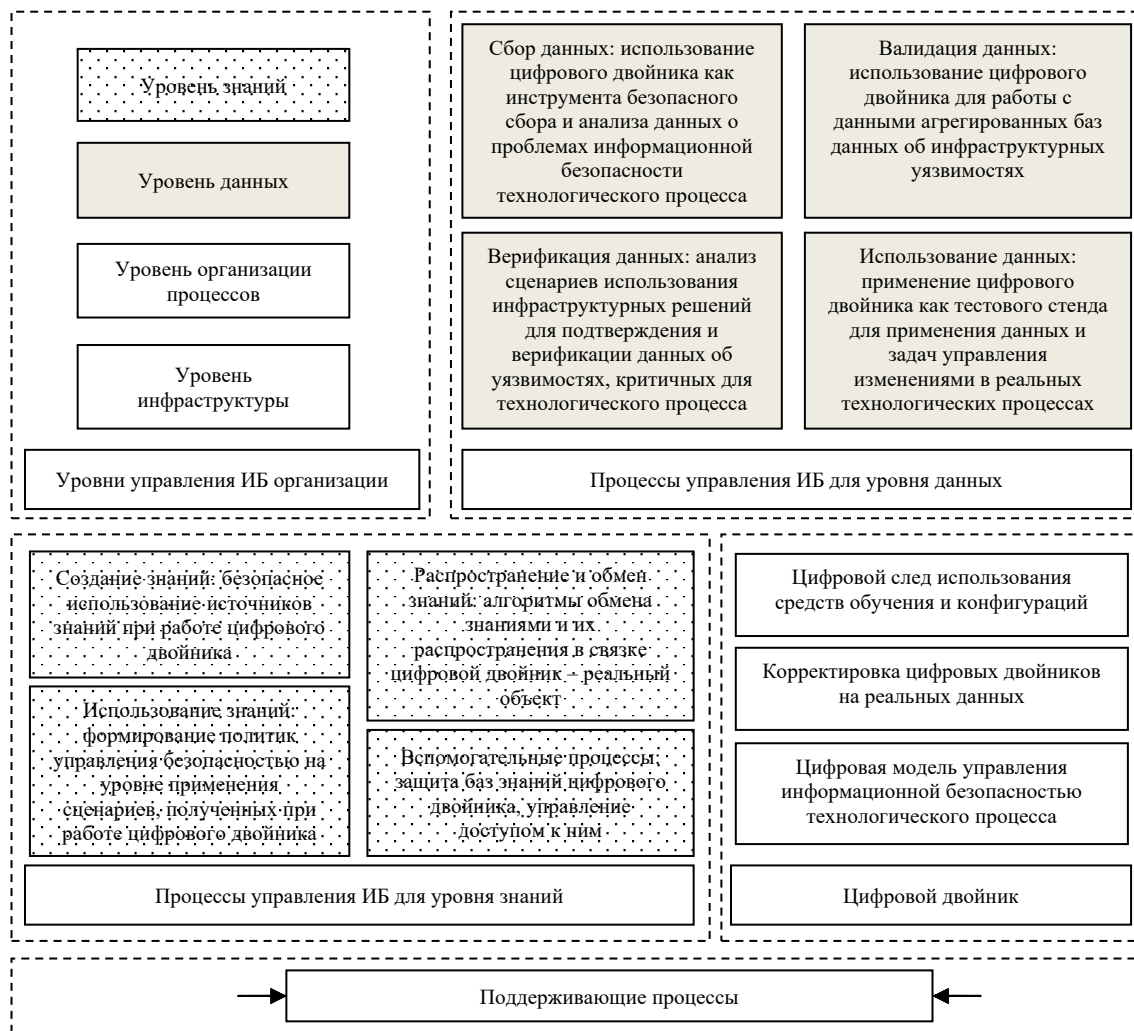 Уровень знаний
Уровень данных
Уровень организации
процессов
Уровень
инфраструктуры
Уровни управления ИБ организации
Сбор данных: использование
цифрового двойника как
инструмента безопасного
сбора и анализа данных о
проблемах информационной
безопасности
технологического процесса
Валидация данных:
использование цифрового
двойника для работы с
данными агрегированных баз
данных об инфраструктурных
уязвимостях
Верификация данных: анализ
сценариев использования
инфраструктурных решений
для подтверждения и
верификации данных об
уязвимостях, критичных для
технологического процесса
Использование данных:
применение цифрового
двойника как тестового стенда
для применения данных и
задач управления
изменениями в реальных
технологических процессах
Процессы управления ИБ для уровня данных
Создание знаний: безопасное
использование источников
знаний при работе цифрового
двойника
Использование знаний:
формирование политик
управления безопасностью на
уровне применения
сценариев, полученных при
работе цифрового двойника
Распространение и обмен
знаний: алгоритмы обмена
знаниями и их
распространения в связке
цифровой двойник – реальный
объект
Вспомогательные процессы:
защита баз знаний цифрового
двойника, управление
доступом к ним
Процессы управления ИБ для уровня знаний
Цифровой след использования
средств обучения и конфигураций
Корректировка цифровых двойников
на реальных данных
Цифровая модель управления
информационной безопасностью
технологического процесса
Цифровой двойник
Поддерживающие процессы